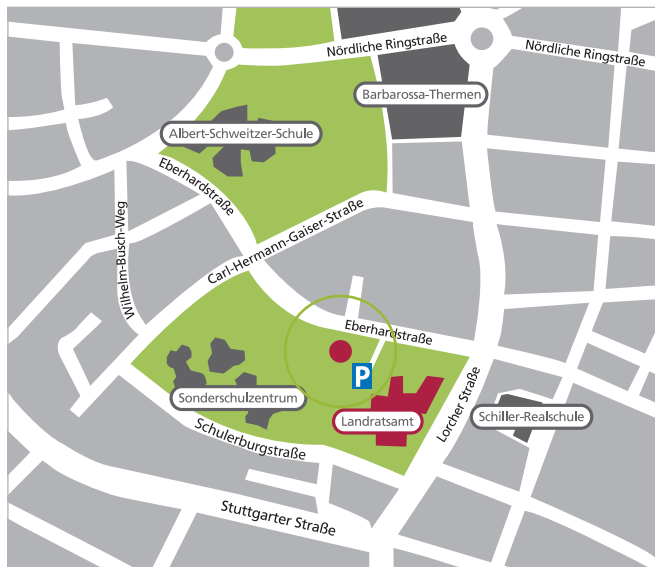 Nördliche Ringstraße
Nördliche Ringstraße
Barbarossa-Thermen
Albert-Schweitzer-Schule
Eberhardstraße
Wilhelm-Busch-Weg
Carl-Hermann-Gaiser-Straße
Eberhardstraße
P
Sonderschulzentrum
Landratsamt
Lorcher Straße
Schiller-Realschule
Schulerburgstraße
Stuttgarter Straße